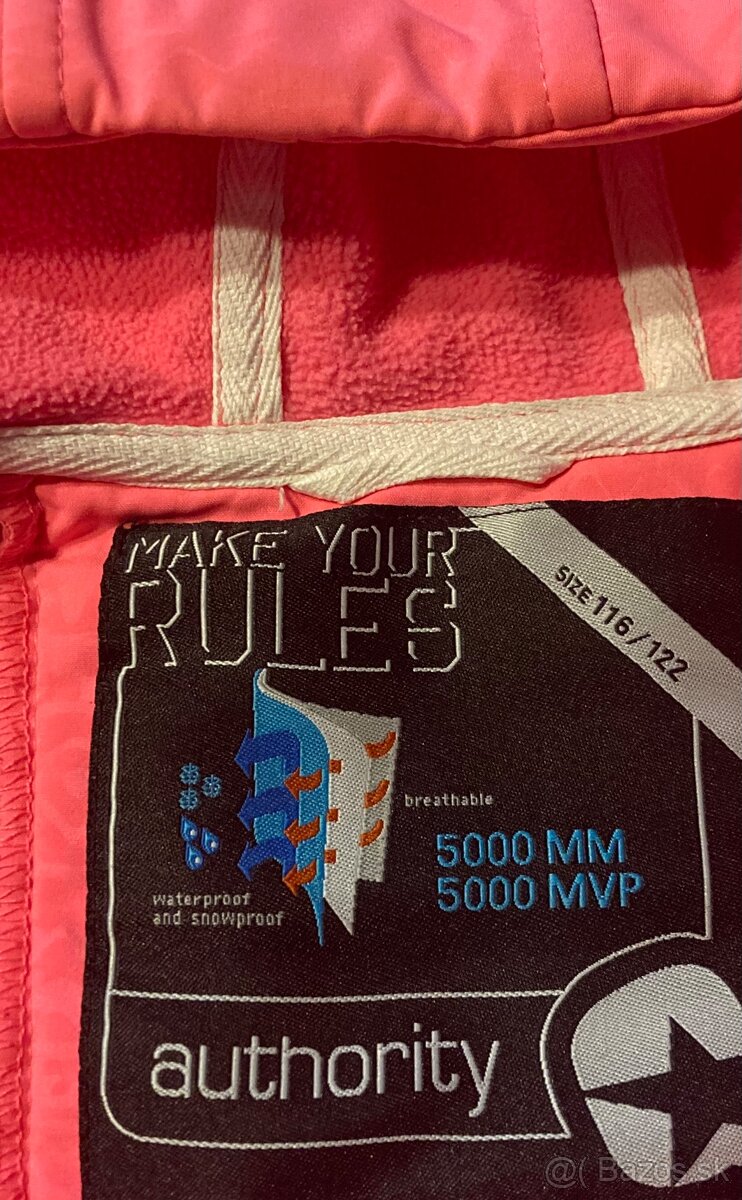 MAKE YOUR
RULES
SIZE 116/122
breathable
5000 MM
5000 MVP
waterproof
and snowproof
authority
@( Bazos.sk